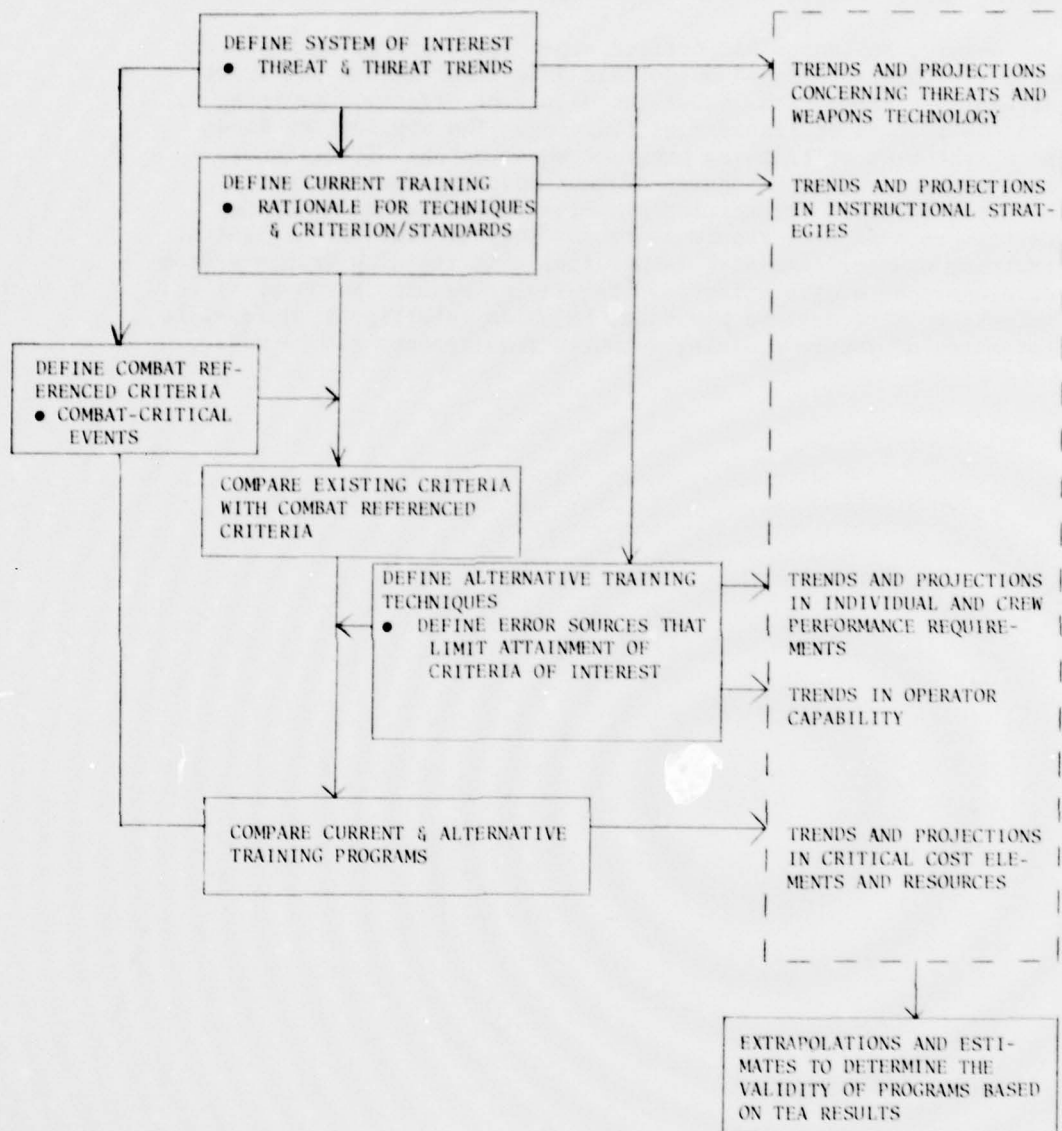 DEFINE SYSTEM OF INTEREST
● THREAT & THREAT TRENDS
TRENDS AND PROJECTIONS
CONCERNING THREATS AND
WEAPONS TECHNOLOGY
DEFINE CURRENT TRAINING
● RATIONALE FOR TECHNIQUES
& CRITERION/STANDARDS
TRENDS AND PROJECTIONS
IN INSTRUCTIONAL STRAT-
EGIES
DEFINE COMBAT REF-
ERENCED CRITERIA
● COMBAT-CRITICAL
EVENTS
COMPARE EXISTING CRITERIA
WITH COMBAT REFERENCED
CRITERIA
DEFINE ALTERNATIVE TRAINING
TECHNIQUES
● DEFINE ERROR SOURCES THAT
LIMIT ATTAINMENT OF
CRITERIA OF INTEREST
TRENDS AND PROJECTIONS
IN INDIVIDUAL AND CREW
PERFORMANCE REQUIRE-
MENTS
TRENDS IN OPERATOR
CAPABILITY
COMPARE CURRENT & ALTERNATIVE
TRAINING PROGRAMS
TRENDS AND PROJECTIONS
IN CRITICAL COST ELE-
MENTS AND RESOURCES
EXTRAPOLATIONS AND ESTI-
MATES TO DETERMINE THE
VALIDITY OF PROGRAMS BASED
ON TEA RESULTS